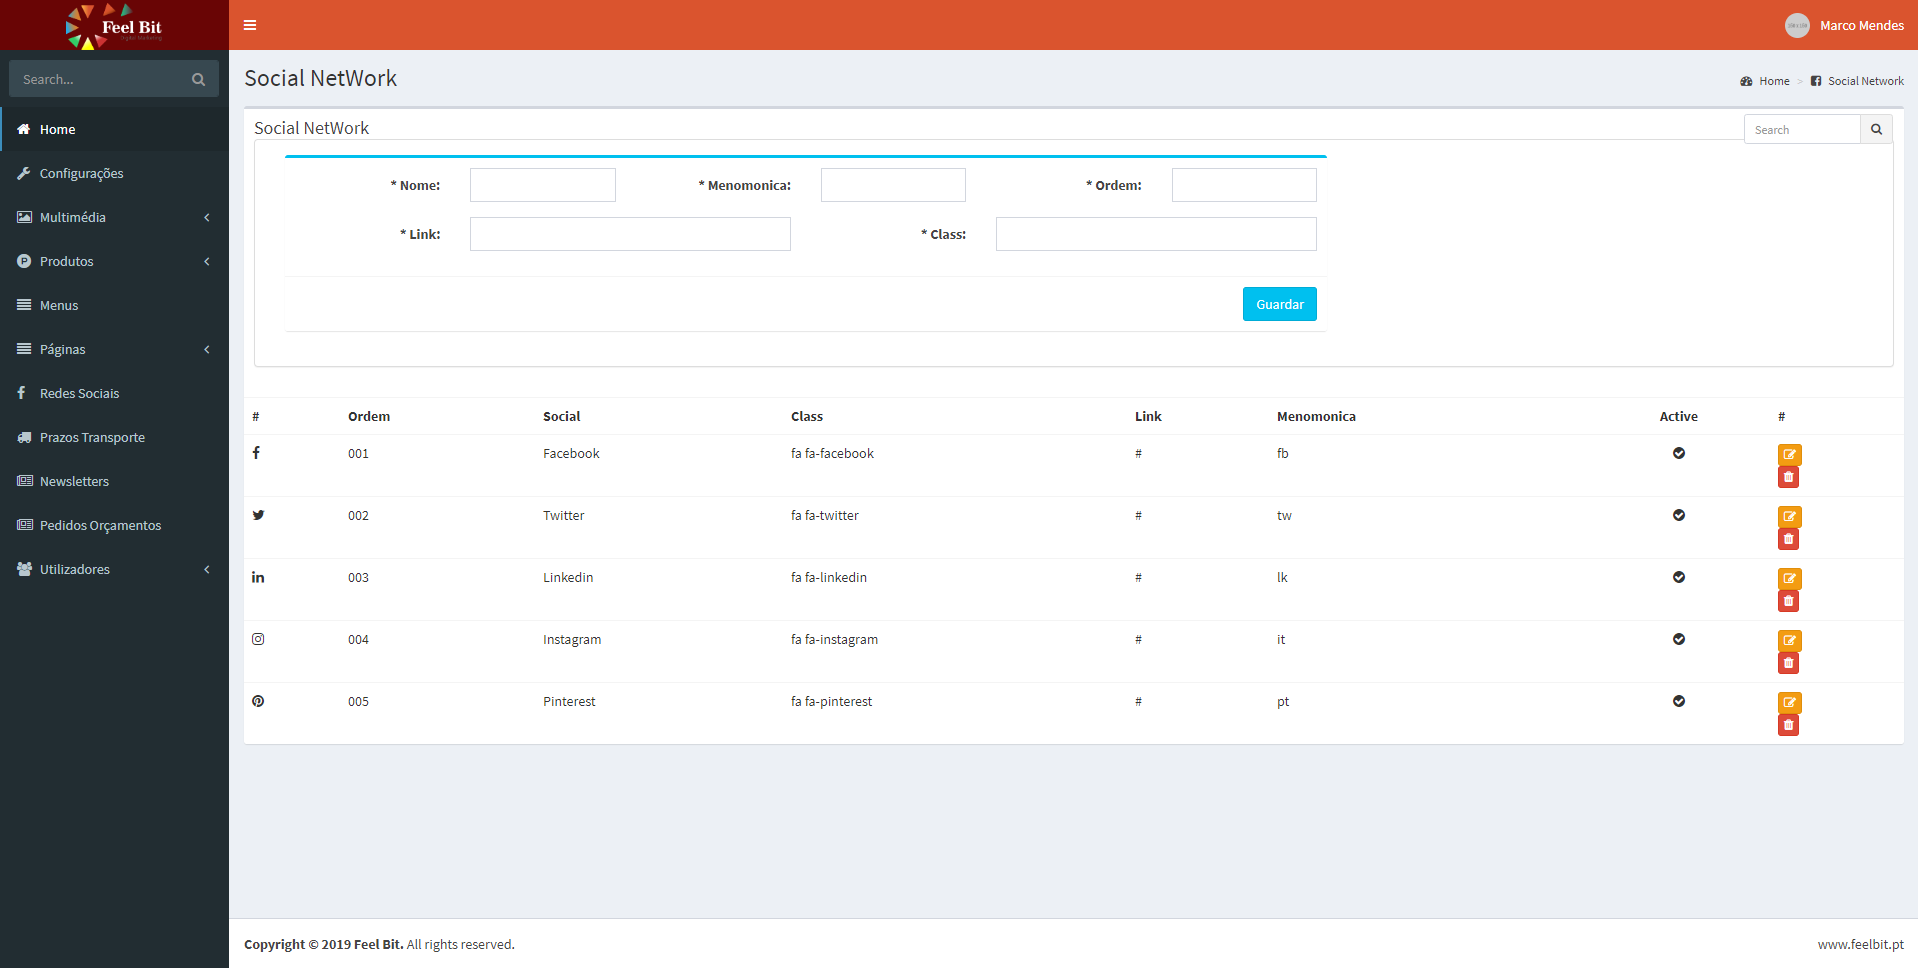 Feel Bit
Marco Mendes
Search...
Home
Configurações
Multimédia
Produtos
Menus
Páginas
Redes Sociais
Prazos Transporte
Newsletters
Pedidos Orçamentos
Utilizadores
Social NetWork
Home > Social Network
Social NetWork
Search
* Nome:
* Menomonica:
* Ordem:
* Link:
* Class:
Guardar
# Ordem Social Class Link Menomonica Active #
001 Facebook fa fa-facebook # fb
002 Twitter fa fa-twitter # tw
003 Linkedin fa fa-linkedin # lk
004 Instagram fa fa-instagram # it
005 Pinterest fa fa-pinterest # pt
Copyright © 2019 Feel Bit. All rights reserved.
www.feelbit.pt